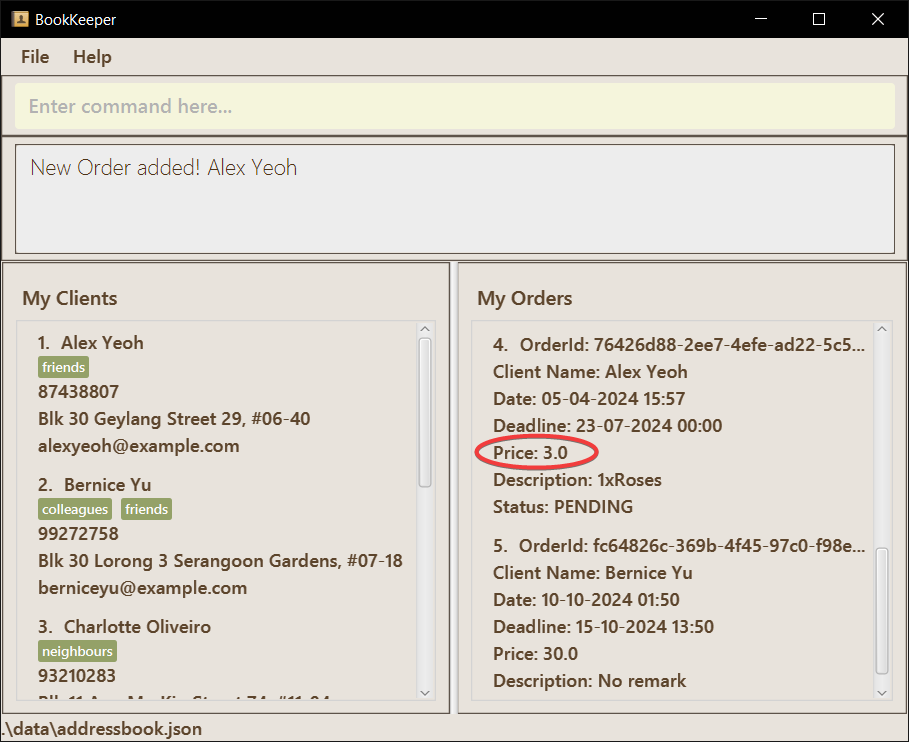 BookKeeper
File Help
Enter command here...
New Order added! Alex Yeoh
My Clients
1. Alex Yeoh
friends
87438807
Blk 30 Geylang Street 29, #06-40
alexyeoh@example.com
2. Bernice Yu
colleagues friends
99272758
Blk 30 Lorong 3 Serangoon Gardens, #07-18
berniceyu@example.com
3. Charlotte Oliveiro
neighbours
93210283
My Orders
4. OrderId: 76426d88-2ee7-4efe-ad22-5c5...
Client Name: Alex Yeoh
Date: 05-04-2024 15:57
Deadline: 23-07-2024 00:00
Price: 3.0
Description: 1xRoses
Status: PENDING
5. OrderId: fc64826c-369b-4f45-97c0-f98e...
Client Name: Bernice Yu
Date: 10-10-2024 01:50
Deadline: 15-10-2024 13:50
Price: 30.0
Description: No remark
.\data\addressbook.json